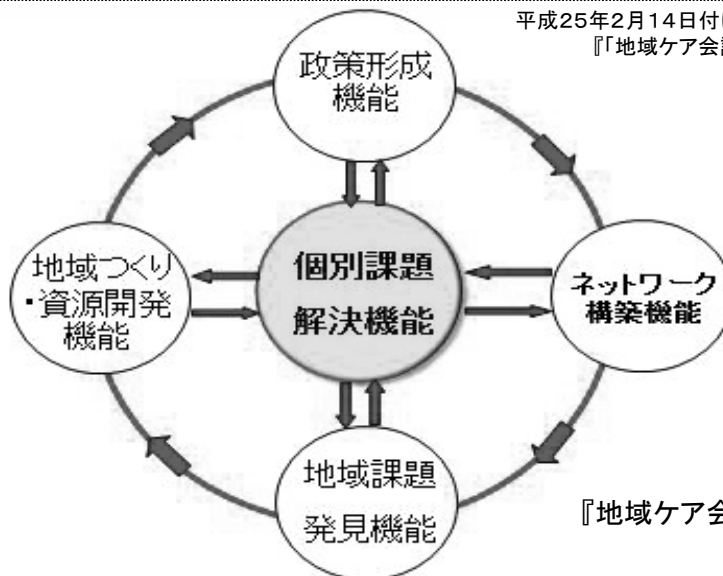 平成25年2月14日付
『「地域ケア会
政策形成
機能
地域つくり
・資源開発
機能
個別課題
解決機能
ネットワーク
構築機能
地域課題
発見機能
『地域ケア会